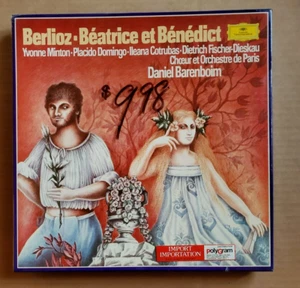 Berlioz · Béatrice et Bénédict
Yvonne Minton · Placido Domingo · Ileana Cotrubas · Dietrich Fischer-Dieskau
Chœur et Orchestre de Paris
Daniel Barenboim
$998
IMPORT
IMPORTATION
polygram